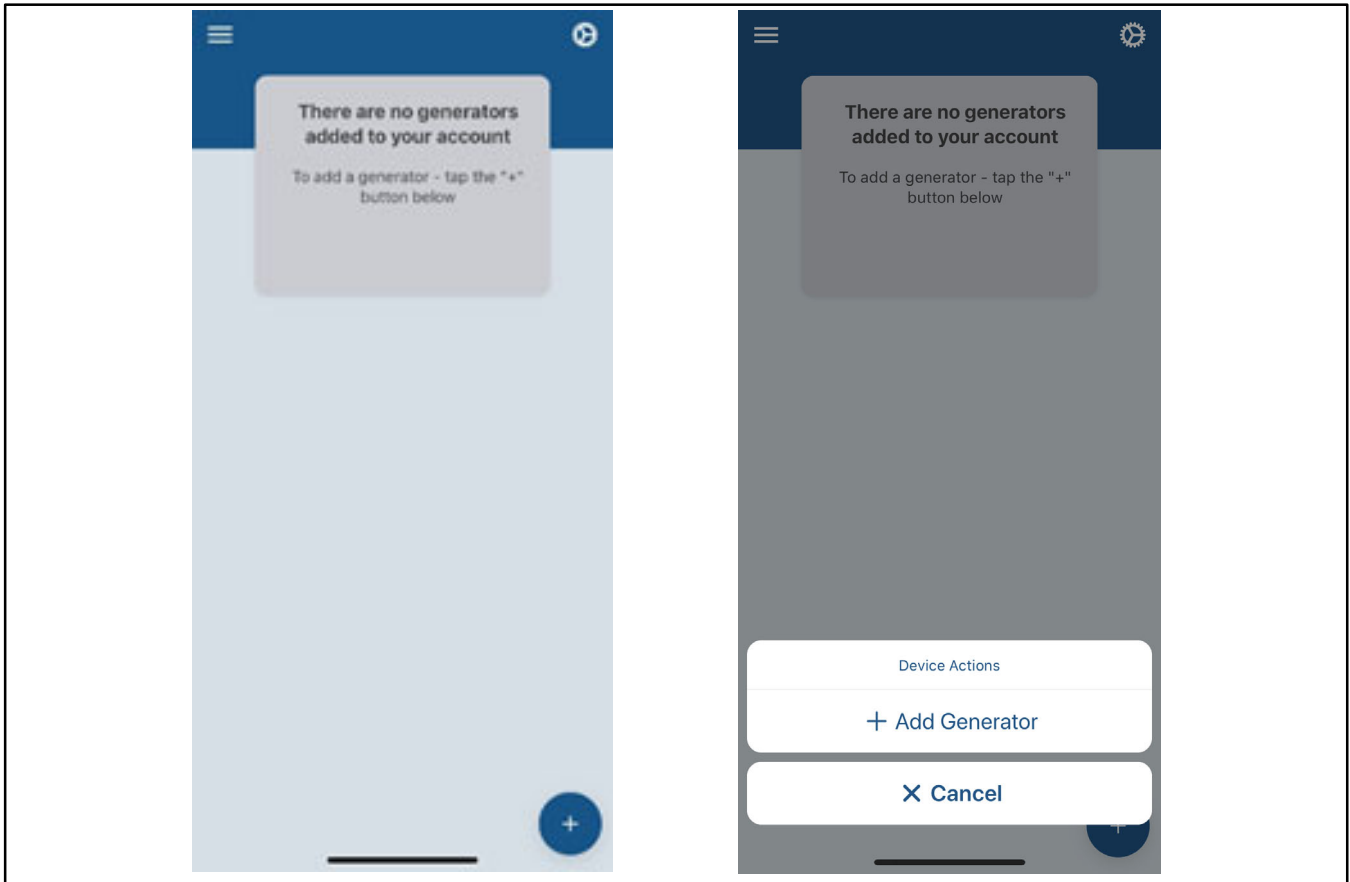 There are no generators
added to your account
To add a generator - tap the "+"
button below
+
There are no generators
added to your account
To add a generator - tap the "+"
button below
Device Actions
+ Add Generator
X Cancel
+